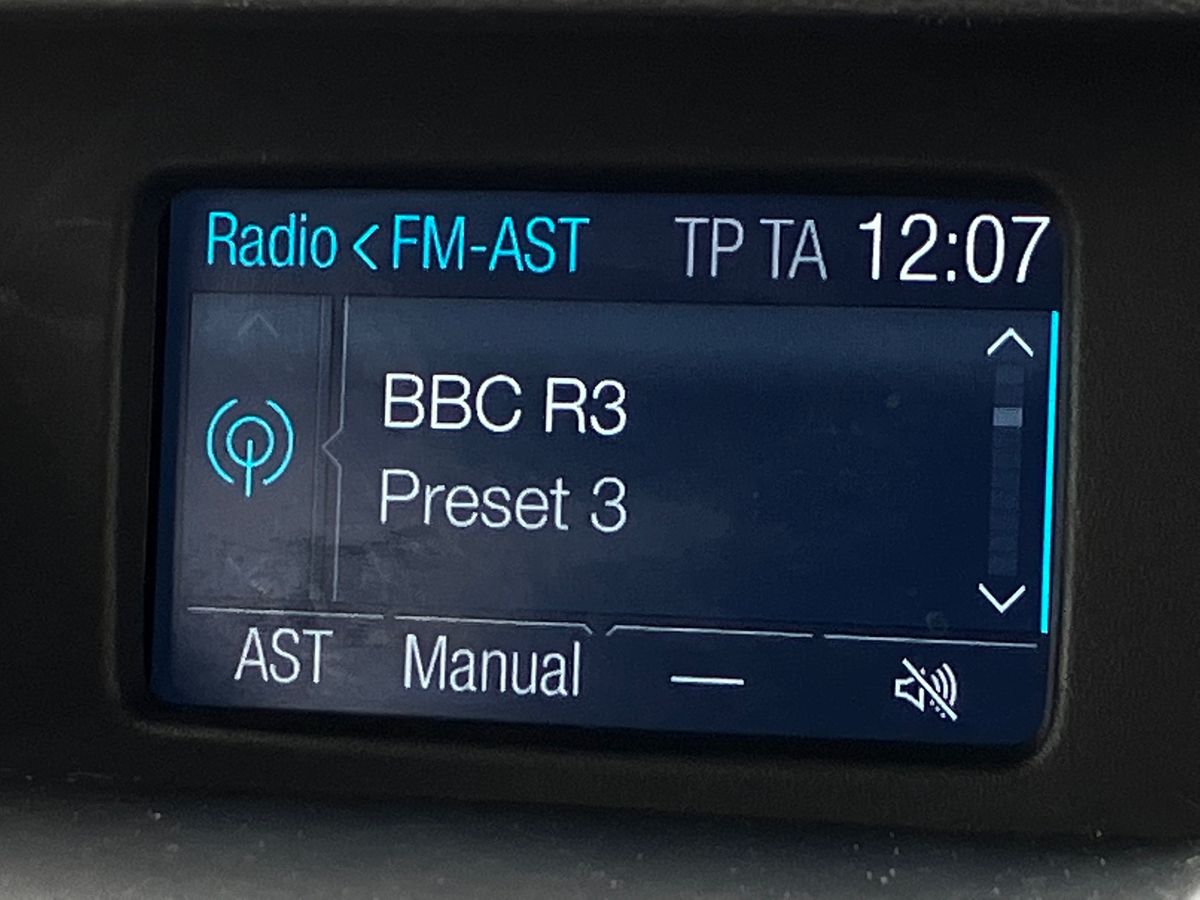 Radio < FM-AST TP TA 12:07
BBC R3
Preset 3
AST Manual —